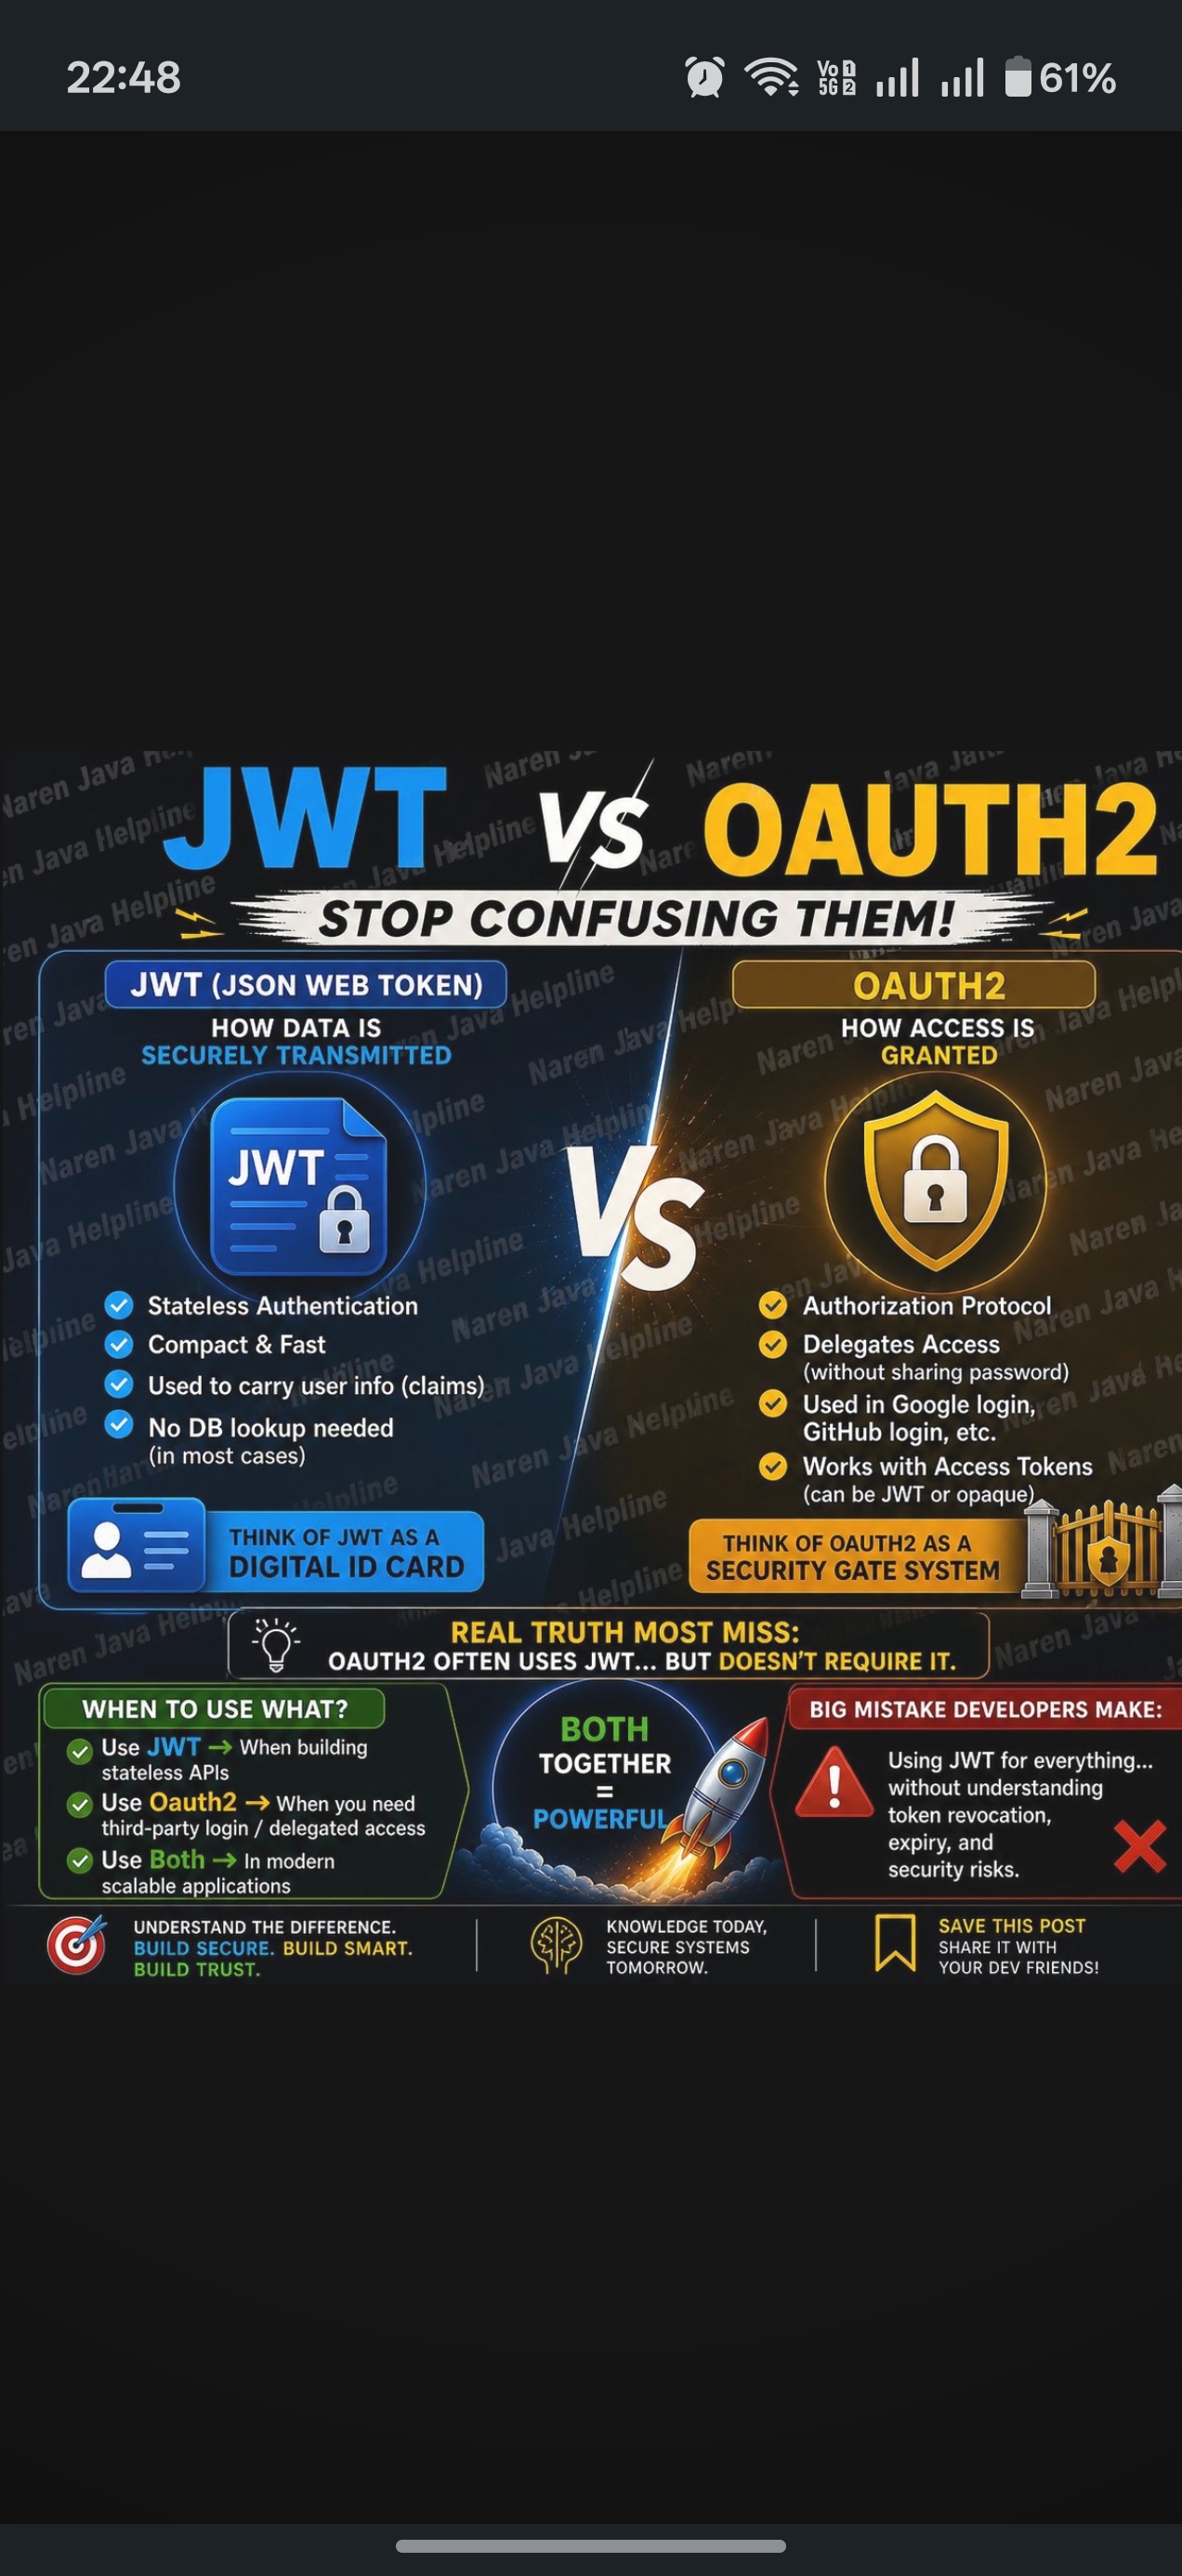 22:48
Vo 1
5G 2
61%
JWT VS OAUTH2
STOP CONFUSING THEM!
JWT (JSON WEB TOKEN)
HOW DATA IS
SECURELY TRANSMITTED
JWT
Stateless Authentication
Compact & Fast
Used to carry user info (claims)
No DB lookup needed
(in most cases)
THINK OF JWT AS A
DIGITAL ID CARD
VS
OAUTH2
HOW ACCESS IS
GRANTED
Authorization Protocol
Delegates Access
(without sharing password)
Used in Google login,
GitHub login, etc.
Works with Access Tokens
(can be JWT or opaque)
THINK OF OAUTH2 AS A
SECURITY GATE SYSTEM
REAL TRUTH MOST MISS:
OAUTH2 OFTEN USES JWT... BUT DOESN'T REQUIRE IT.
WHEN TO USE WHAT?
Use JWT → When building
stateless APIs
Use Oauth2 → When you need
third-party login / delegated access
Use Both → In modern
scalable applications
BOTH
TOGETHER
=
POWERFUL
BIG MISTAKE DEVELOPERS MAKE:
Using JWT for everything...
without understanding
token revocation,
expiry, and
security risks.
UNDERSTAND THE DIFFERENCE.
BUILD SECURE. BUILD SMART.
BUILD TRUST.
KNOWLEDGE TODAY,
SECURE SYSTEMS
TOMORROW.
SAVE THIS POST
SHARE IT WITH
YOUR DEV FRIENDS!
Naren Java Helpline